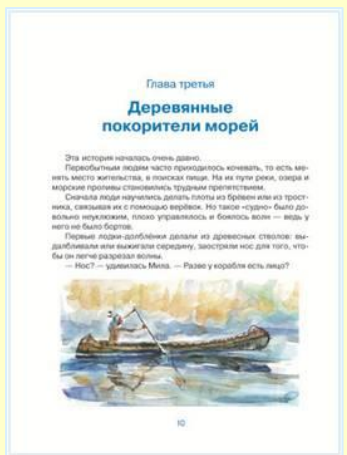 Глава третья
Деревянные
покорители морей
Эта история началась очень давно.
Первобытным людям часто приходилось кочевать, то есть ме-
нять место жительства, в поисках пищи. На их пути реки, озера и
морские проливы становились трудным препятствием.
Сначала люди научились делать плоты из брёвен или из трост-
ника, связывая их с помощью верёвок. Но такое «судно» было до-
вольно неуклюжим, плохо управлялось и боялось волн — ведь у
него не было бортов.
Первые лодки-долблёнки делали из древесных стволов: вы-
далбливали или выжигали середину, заостряли нос для того, что-
бы он легче разрезал волны.
— Нос? — удивилась Мила. — Разве у корабля есть лицо?
10